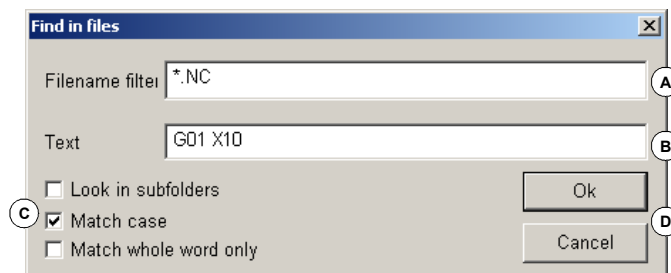 Find in files
Filename filter *.NC A
Text G01 X10 B
Look in subfolders Ok
C Match case D
Match whole word only Cancel